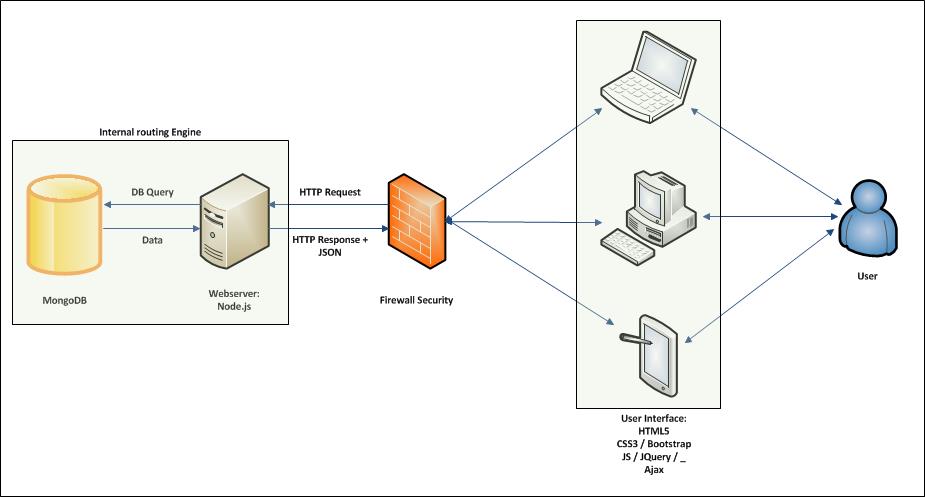 Internal routing Engine
DB Query
Data
MongoDB
Webserver:
Node.js
HTTP Request
HTTP Response +
JSON
Firewall Security
User Interface:
HTML5
CSS3 / Bootstrap
JS / JQuery / _
Ajax
User